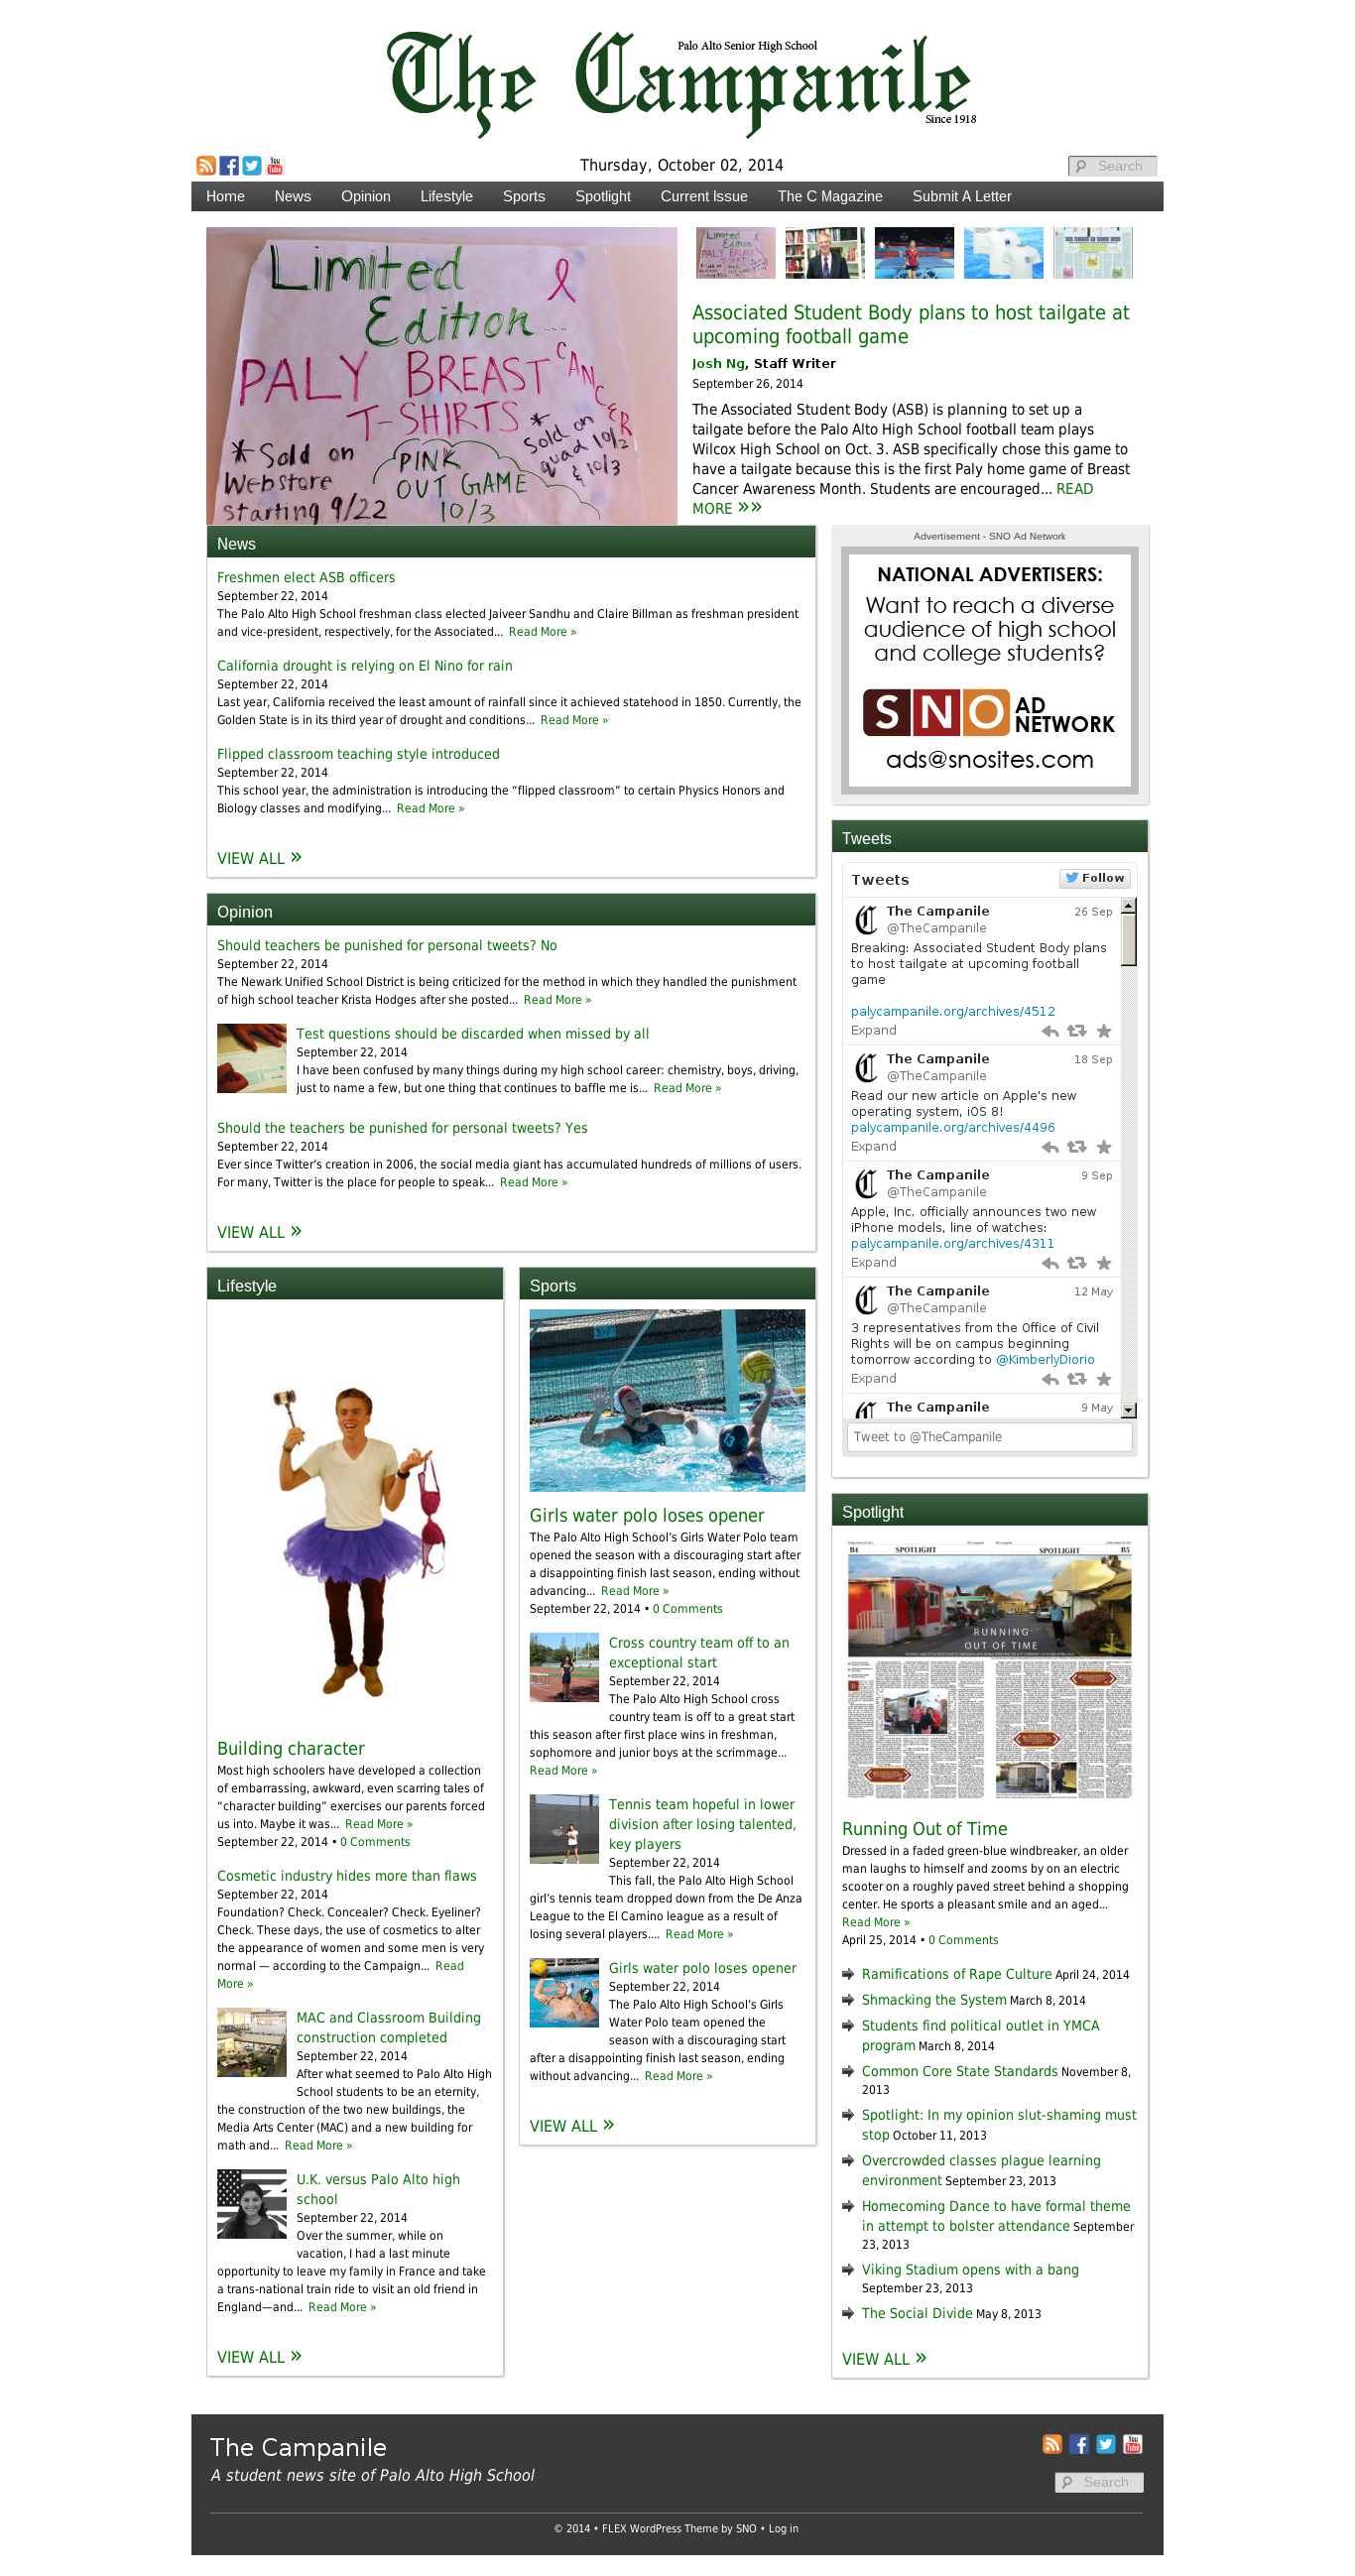 The Campanile
Palo Alto Senior High School
Since 1918
Thursday, October 02, 2014
Search
Home News Opinion Lifestyle Sports Spotlight Current Issue The C Magazine Submit A Letter
Limited
Edition
PALY BREAST CANCER
T-SHIRTS
* Sold on
Webstore
starting 9/22
PINK
OUT GAME
10/3
* Sold on
quad 10/2
& 10/3
Associated Student Body plans to host tailgate at
upcoming football game
Josh Ng, Staff Writer
September 26, 2014
The Associated Student Body (ASB) is planning to set up a
tailgate before the Palo Alto High School football team plays
Wilcox High School on Oct. 3. ASB specifically chose this game to
have a tailgate because this is the first Paly home game of Breast
Cancer Awareness Month. Students are encouraged... READ
MORE »»
News
Freshmen elect ASB officers
September 22, 2014
The Palo Alto High School freshman class elected Jaiveer Sandhu and Claire Billman as freshman president
and vice-president, respectively, for the Associated... Read More »
California drought is relying on El Nino for rain
September 22, 2014
Last year, California received the least amount of rainfall since it achieved statehood in 1850. Currently, the
Golden State is in its third year of drought and conditions... Read More »
Flipped classroom teaching style introduced
September 22, 2014
This school year, the administration is introducing the “flipped classroom” to certain Physics Honors and
Biology classes and modifying... Read More »
VIEW ALL »
Opinion
Should teachers be punished for personal tweets? No
September 22, 2014
The Newark Unified School District is being criticized for the method in which they handled the punishment
of high school teacher Krista Hodges after she posted... Read More »
Test questions should be discarded when missed by all
September 22, 2014
I have been confused by many things during my high school career: chemistry, boys, driving,
just to name a few, but one thing that continues to baffle me is... Read More »
Should the teachers be punished for personal tweets? Yes
September 22, 2014
Ever since Twitter’s creation in 2006, the social media giant has accumulated hundreds of millions of users.
For many, Twitter is the place for people to speak... Read More »
VIEW ALL »
Lifestyle
Building character
Most high schoolers have developed a collection
of embarrassing, awkward, even scarring tales of
“character building” exercises our parents forced
us into. Maybe it was... Read More »
September 22, 2014 • 0 Comments
Cosmetic industry hides more than flaws
September 22, 2014
Foundation? Check. Concealer? Check. Eyeliner?
Check. These days, the use of cosmetics to alter
the appearance of women and some men is very
normal — according to the Campaign... Read
More »
MAC and Classroom Building
construction completed
September 22, 2014
After what seemed to Palo Alto High
School students to be an eternity,
the construction of the two new buildings, the
Media Arts Center (MAC) and a new building for
math and... Read More »
U.K. versus Palo Alto high
school
September 22, 2014
Over the summer, while on
vacation, I had a last minute
opportunity to leave my family in France and take
a trans-national train ride to visit an old friend in
England—and... Read More »
VIEW ALL »
Sports
Girls water polo loses opener
The Palo Alto High School’s Girls Water Polo team
opened the season with a discouraging start after
a disappointing finish last season, ending without
advancing... Read More »
September 22, 2014 • 0 Comments
Cross country team off to an
exceptional start
September 22, 2014
The Palo Alto High School cross
country team is off to a great start
this season after first place wins in freshman,
sophomore and junior boys at the scrimmage...
Read More »
Tennis team hopeful in lower
division after losing talented,
key players
September 22, 2014
This fall, the Palo Alto High School
girl’s tennis team dropped down from the De Anza
League to the El Camino league as a result of
losing several players.... Read More »
Girls water polo loses opener
September 22, 2014
The Palo Alto High School’s Girls
Water Polo team opened the
season with a discouraging start
after a disappointing finish last season, ending
without advancing... Read More »
VIEW ALL »
Advertisement - SNO Ad Network
NATIONAL ADVERTISERS:
Want to reach a diverse
audience of high school
and college students?
SNO AD
NETWORK
ads@snosites.com
Tweets
Tweets
Follow
The Campanile 26 Sep
@TheCampanile
Breaking: Associated Student Body plans
to host tailgate at upcoming football
game
palycampanile.org/archives/4512
Expand
The Campanile 18 Sep
@TheCampanile
Read our new article on Apple's new
operating system, iOS 8!
palycampanile.org/archives/4496
Expand
The Campanile 9 Sep
@TheCampanile
Apple, Inc. officially announces two new
iPhone models, line of watches:
palycampanile.org/archives/4311
Expand
The Campanile 12 May
@TheCampanile
3 representatives from the Office of Civil
Rights will be on campus beginning
tomorrow according to @KimberlyDiorio
Expand
The Campanile 9 May
Tweet to @TheCampanile
Spotlight
B4 SPOTLIGHT SPOTLIGHT B5
RUNNING
OUT OF TIME
Running Out of Time
Dressed in a faded green-blue windbreaker, an older
man laughs to himself and zooms by on an electric
scooter on a roughly paved street behind a shopping
center. He sports a pleasant smile and an aged...
Read More »
April 25, 2014 • 0 Comments
Ramifications of Rape Culture April 24, 2014
Shmacking the System March 8, 2014
Students find political outlet in YMCA
program March 8, 2014
Common Core State Standards November 8,
2013
Spotlight: In my opinion slut-shaming must
stop October 11, 2013
Overcrowded classes plague learning
environment September 23, 2013
Homecoming Dance to have formal theme
in attempt to bolster attendance September
23, 2013
Viking Stadium opens with a bang
September 23, 2013
The Social Divide May 8, 2013
VIEW ALL »
The Campanile
A student news site of Palo Alto High School
Search
© 2014 • FLEX WordPress Theme by SNO • Log in